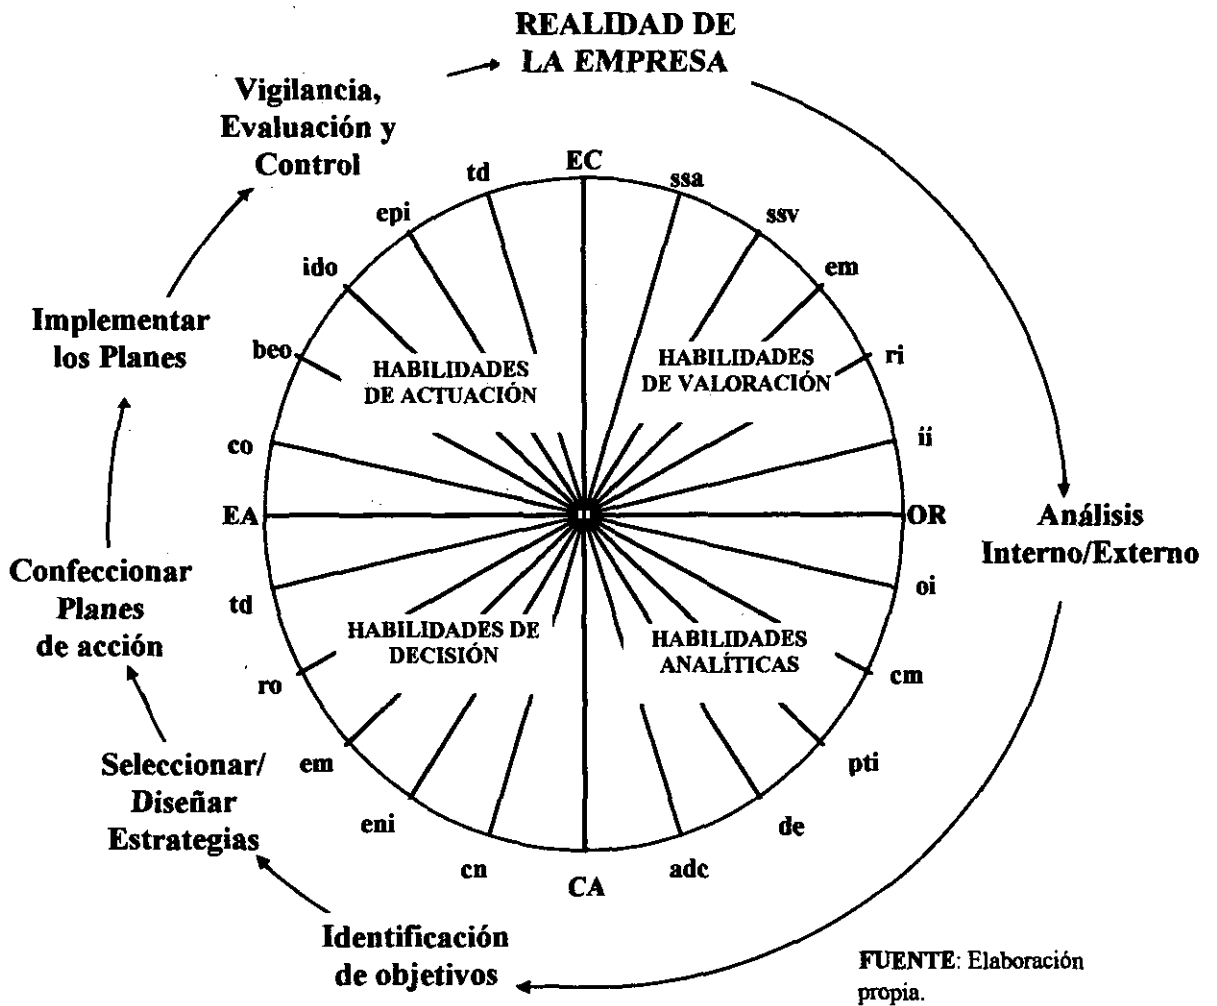 REALIDAD DE
LA EMPRESA
Vigilancia,
Evaluación y
Control
td
EC
ssa
epi
ssv
ido
em
Implementar
los Planes
beo
HABILIDADES
DE ACTUACIÓN
HABILIDADES
DE VALORACIÓN
ri
co
ii
EA
OR
Análisis
Interno/Externo
Confeccionar
Planes
de acción
td
oi
HABILIDADES DE
DECISIÓN
HABILIDADES
ANALÍTICAS
ro
cm
Seleccionar/
Diseñar
Estrategias
em
pti
eni
de
cn
CA
adc
Identificación
de objetivos
FUENTE: Elaboración
propia.